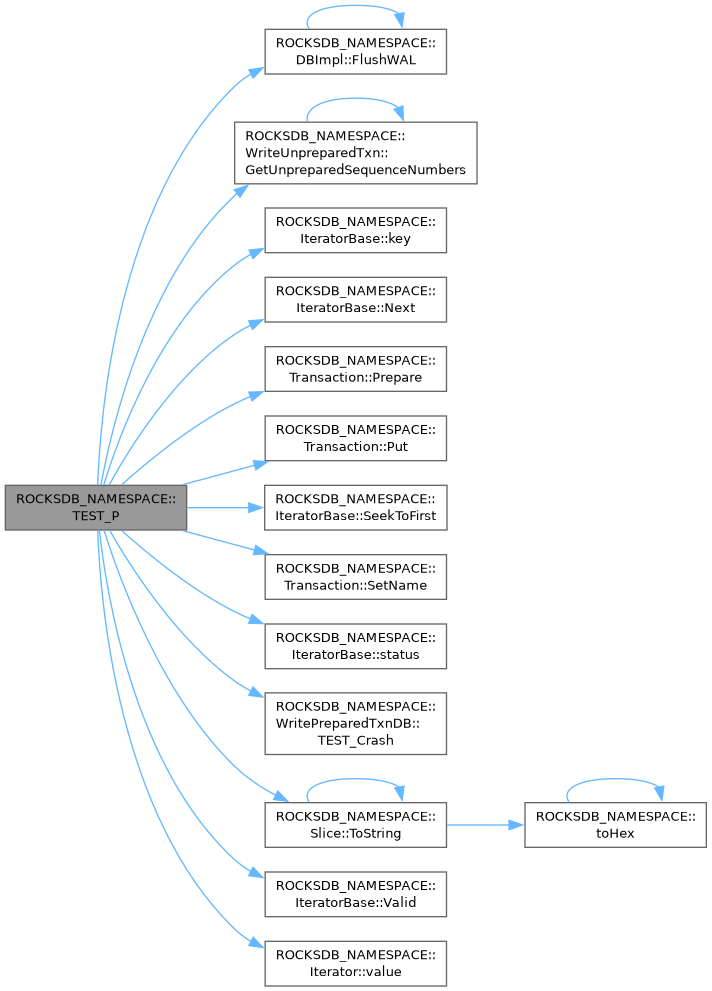 ROCKSDB_NAMESPACE::
DBImpl::FlushWAL
ROCKSDB_NAMESPACE::
WriteUnpreparedTxn::
GetUnpreparedSequenceNumbers
ROCKSDB_NAMESPACE::
IteratorBase::key
ROCKSDB_NAMESPACE::
IteratorBase::Next
ROCKSDB_NAMESPACE::
Transaction::Prepare
ROCKSDB_NAMESPACE::
Transaction::Put
ROCKSDB_NAMESPACE::
TEST_P
ROCKSDB_NAMESPACE::
IteratorBase::SeekToFirst
ROCKSDB_NAMESPACE::
Transaction::SetName
ROCKSDB_NAMESPACE::
IteratorBase::status
ROCKSDB_NAMESPACE::
WritePreparedTxnDB::
TEST_Crash
ROCKSDB_NAMESPACE::
Slice::ToString
ROCKSDB_NAMESPACE::
toHex
ROCKSDB_NAMESPACE::
IteratorBase::Valid
ROCKSDB_NAMESPACE::
Iterator::value